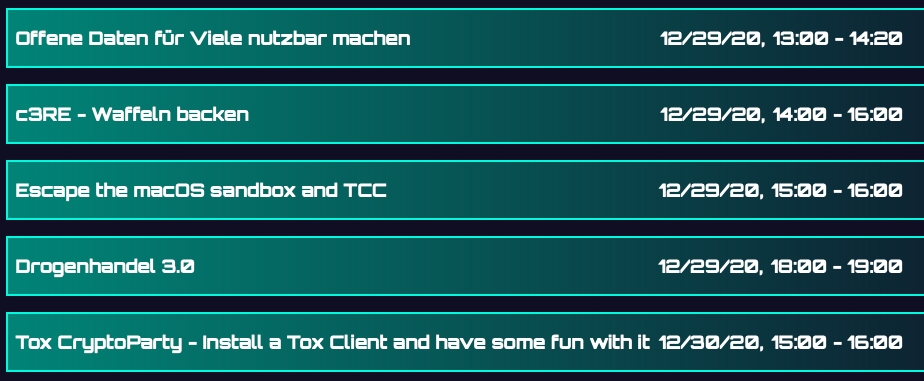 Offene Daten für Viele nutzbar machen 12/29/20, 13:00 - 14:20
c3RE - Waffeln backen 12/29/20, 14:00 - 16:00
Escape the macOS sandbox and TCC 12/29/20, 15:00 - 16:00
Drogenhandel 3.0 12/29/20, 18:00 - 19:00
Tox CryptoParty - Install a Tox Client and have some fun with it 12/30/20, 15:00 - 16:00